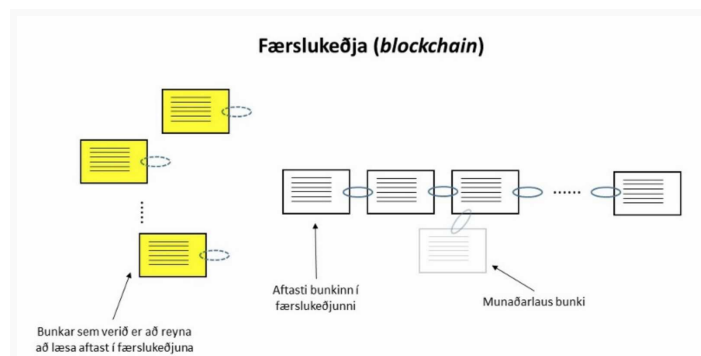 Færslukeðja (blockchain)
Aftasti bunkinn í
færslukeðjunni
Munaðarlaus bunki
Bunkar sem verið er að reyna
að læsa aftast í færslukeðjuna